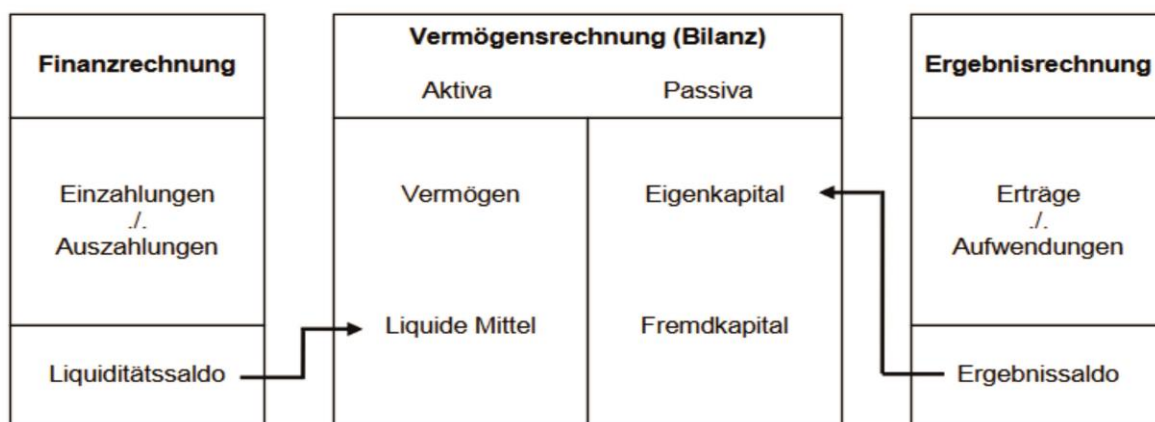 Finanzrechnung
Einzahlungen
./.
Auszahlungen
Liquiditätssaldo
Vermögensrechnung (Bilanz)
Aktiva
Passiva
Vermögen
Eigenkapital
Liquide Mittel
Fremdkapital
Ergebnisrechnung
Erträge
./.
Aufwendungen
Ergebnissaldo